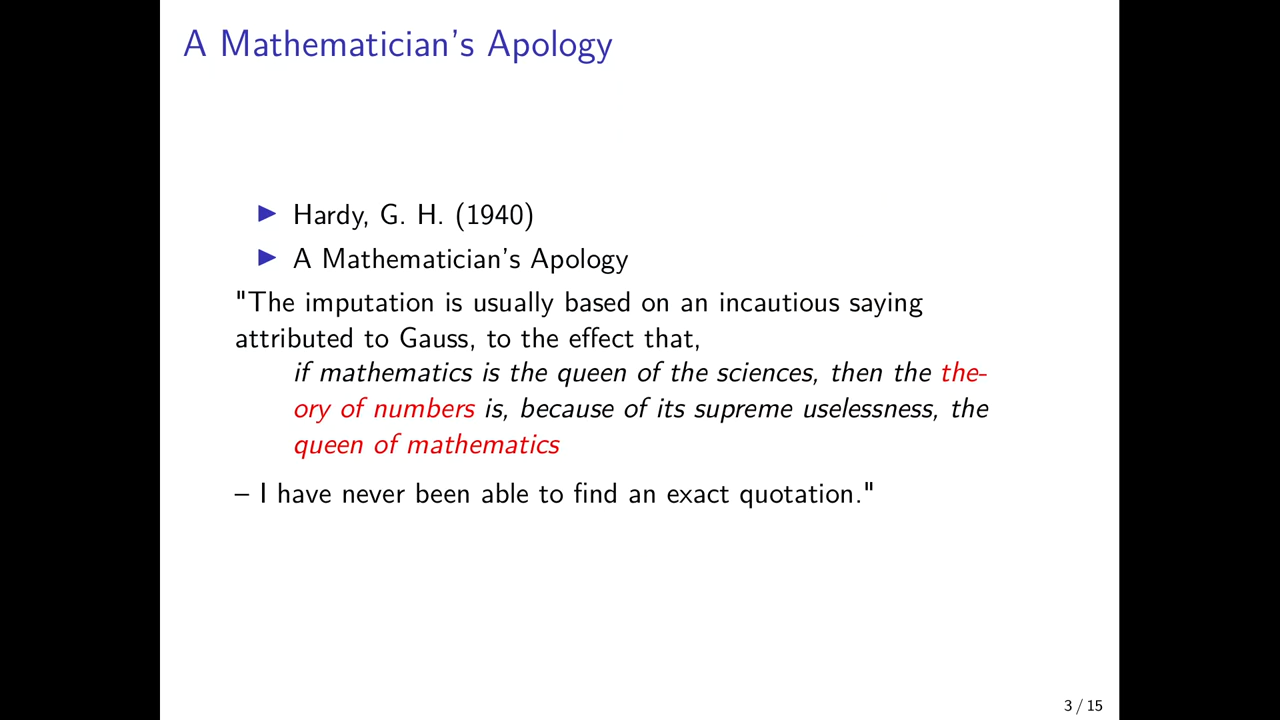 A Mathematician's Apology
▶ Hardy, G. H. (1940)
▶ A Mathematician's Apology
"The imputation is usually based on an incautious saying
attributed to Gauss, to the effect that,
if mathematics is the queen of the sciences, then the the-
ory of numbers is, because of its supreme uselessness, the
queen of mathematics
– I have never been able to find an exact quotation."
3 / 15